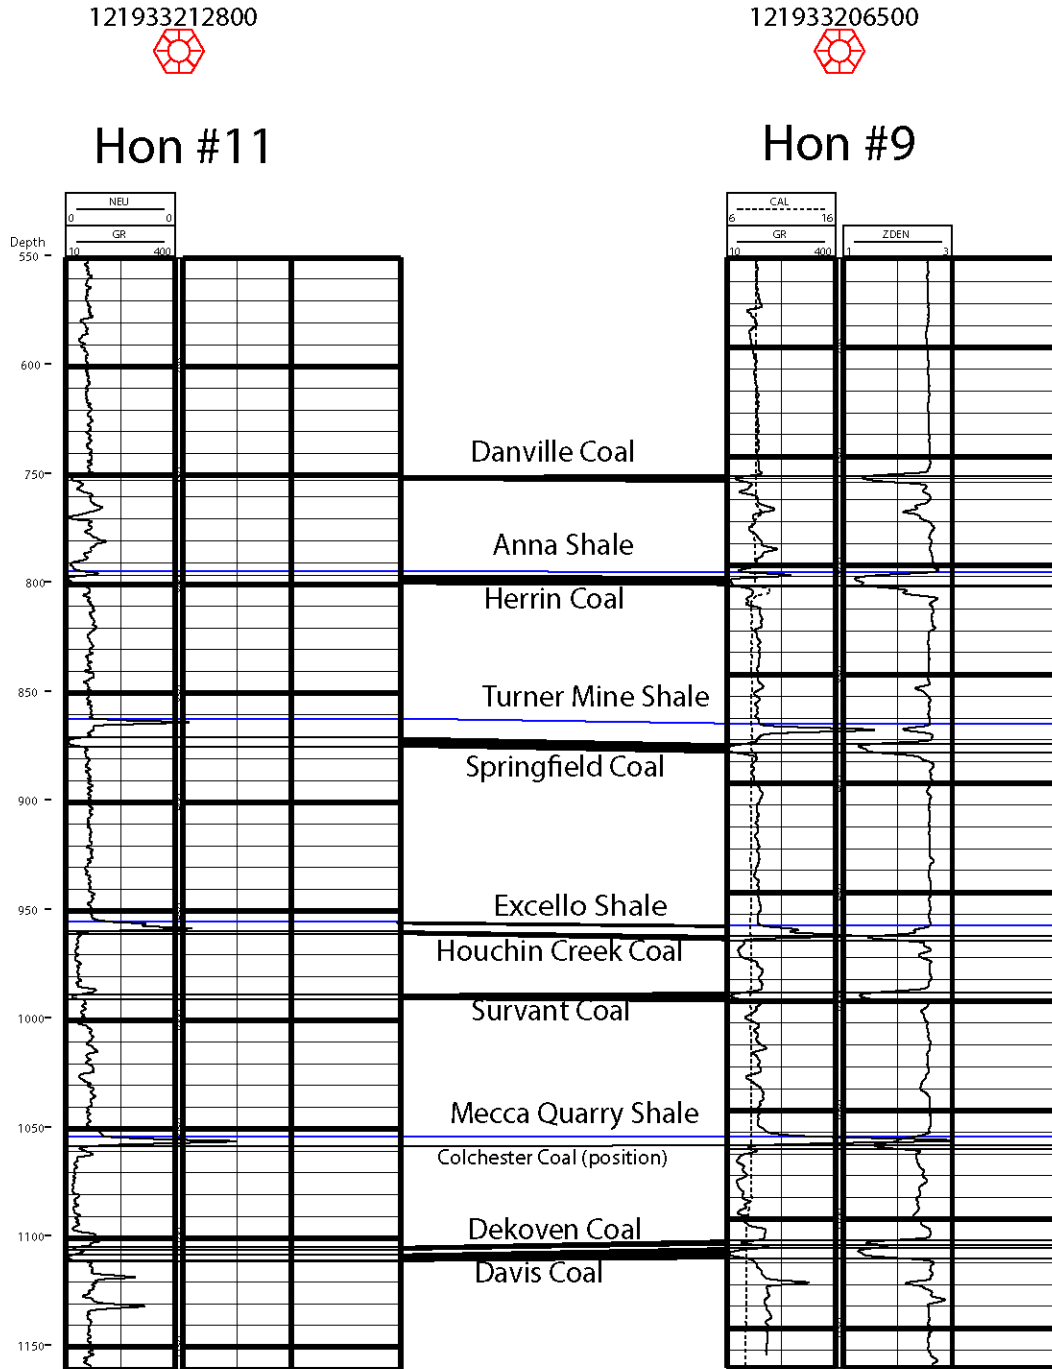 121933212800
121933206500
Hon #11
Hon #9
NEU
0 0
GR
10 400
CAL
6 16
GR
10 400
ZDEN
1 3
Depth
550
600
750
800
850
900
950
1000
1050
1100
1150
Danville Coal
Anna Shale
Herrin Coal
Turner Mine Shale
Springfield Coal
Excello Shale
Houchin Creek Coal
Survant Coal
Mecca Quarry Shale
Colchester Coal (position)
Dekoven Coal
Davis Coal